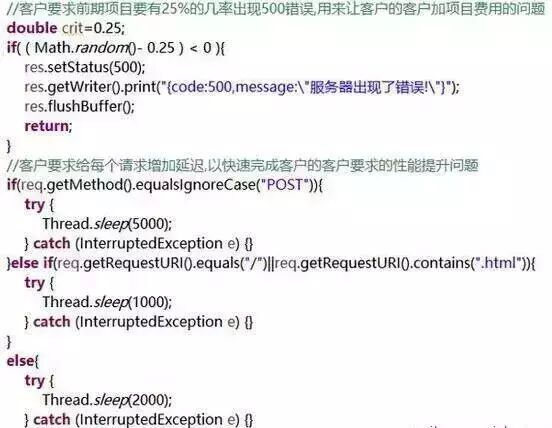 //客户要求前期项目要有25%的几率出现500错误,用来让客户的客户加项目费用的问题
double crit=0.25;
if( ( Math.random()- 0.25 ) < 0 ){
res.setStatus(500);
res.getWriter().print("{code:500,message:\"服务器出现了错误!\"}");
res.flushBuffer();
return;
}
//客户要求给每个请求增加延迟,以快速完成客户的客户要求的性能提升问题
if(req.getMethod().equalsIgnoreCase("POST")){
try {
Thread.sleep(5000);
} catch (InterruptedException e) {}
}else if(req.getRequestURI().equals("/")||req.getRequestURI().contains(".html")){
try {
Thread.sleep(1000);
} catch (InterruptedException e) {}
}
else{
try {
Thread.sleep(2000);
} catch (InterruptedException e) {}